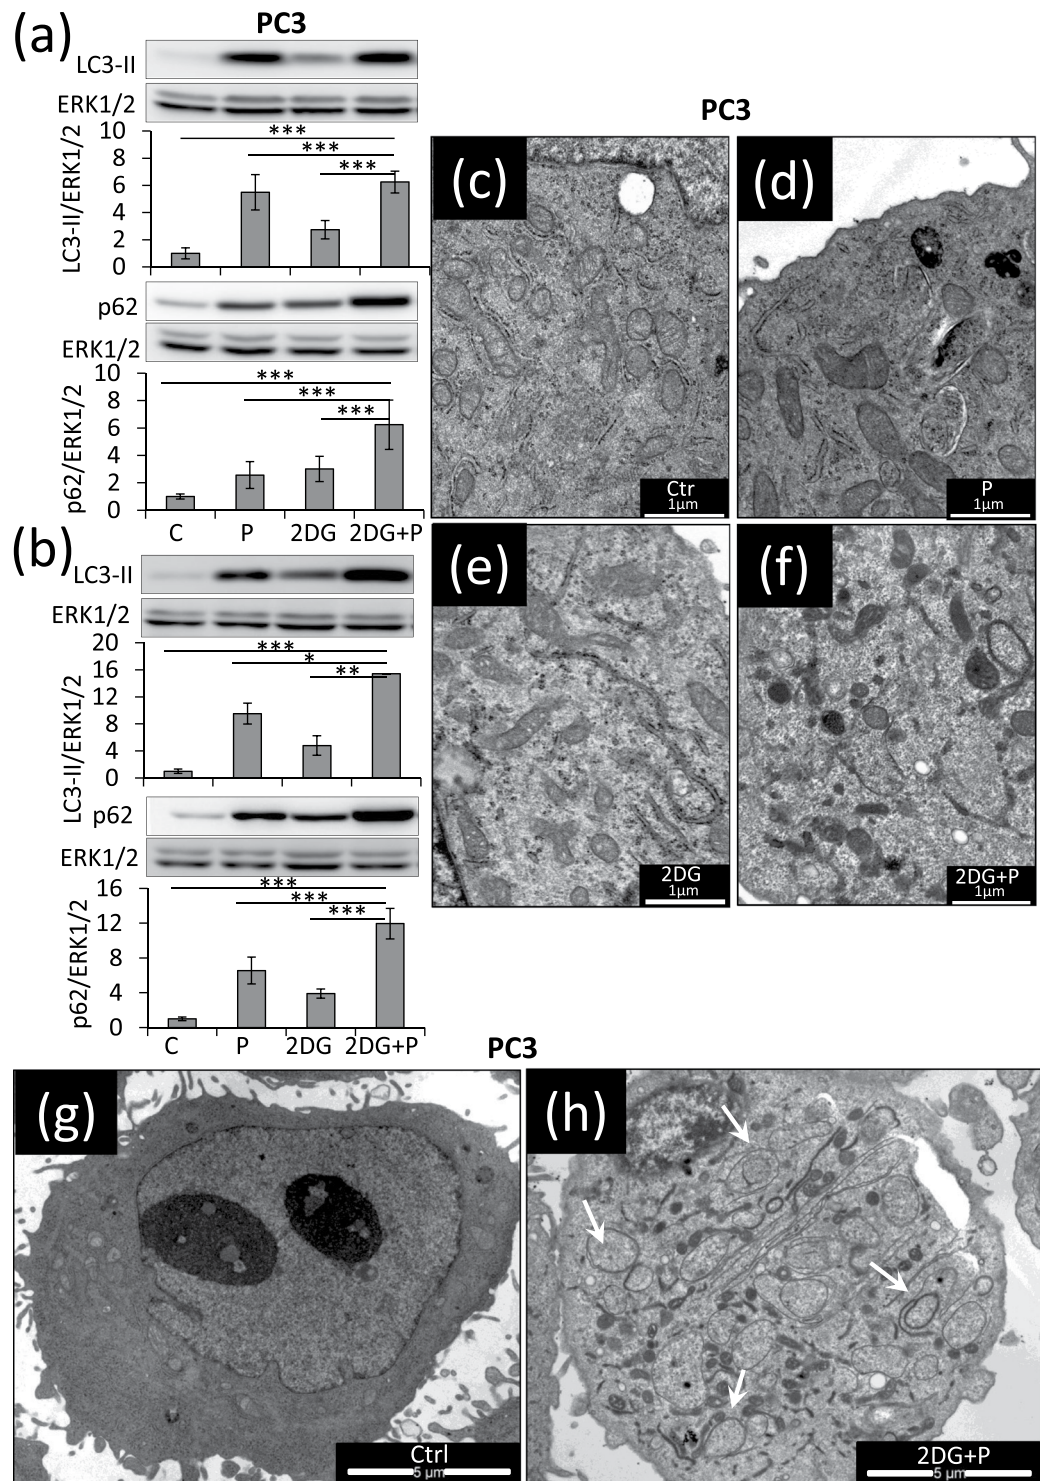 (a)
PC3
LC3-II
ERK1/2
LC3-II/ERK1/2
10
8
6
4
2
0
***
***
***
p62
ERK1/2
p62/ERK1/2
10
8
6
4
2
0
***
***
***
C P 2DG 2DG+P
(b)
LC3-II
ERK1/2
LC3-II/ERK1/2
20
16
12
8
4
0
***
*
**
p62
ERK1/2
p62/ERK1/2
16
12
8
4
0
***
***
***
C P 2DG 2DG+P
PC3
(c)
Ctr
1µm
(d)
P
1µm
(e)
2DG
1µm
(f)
2DG+P
1µm
PC3
(g)
Ctrl
5 µm
(h)
2DG+P
5 µm